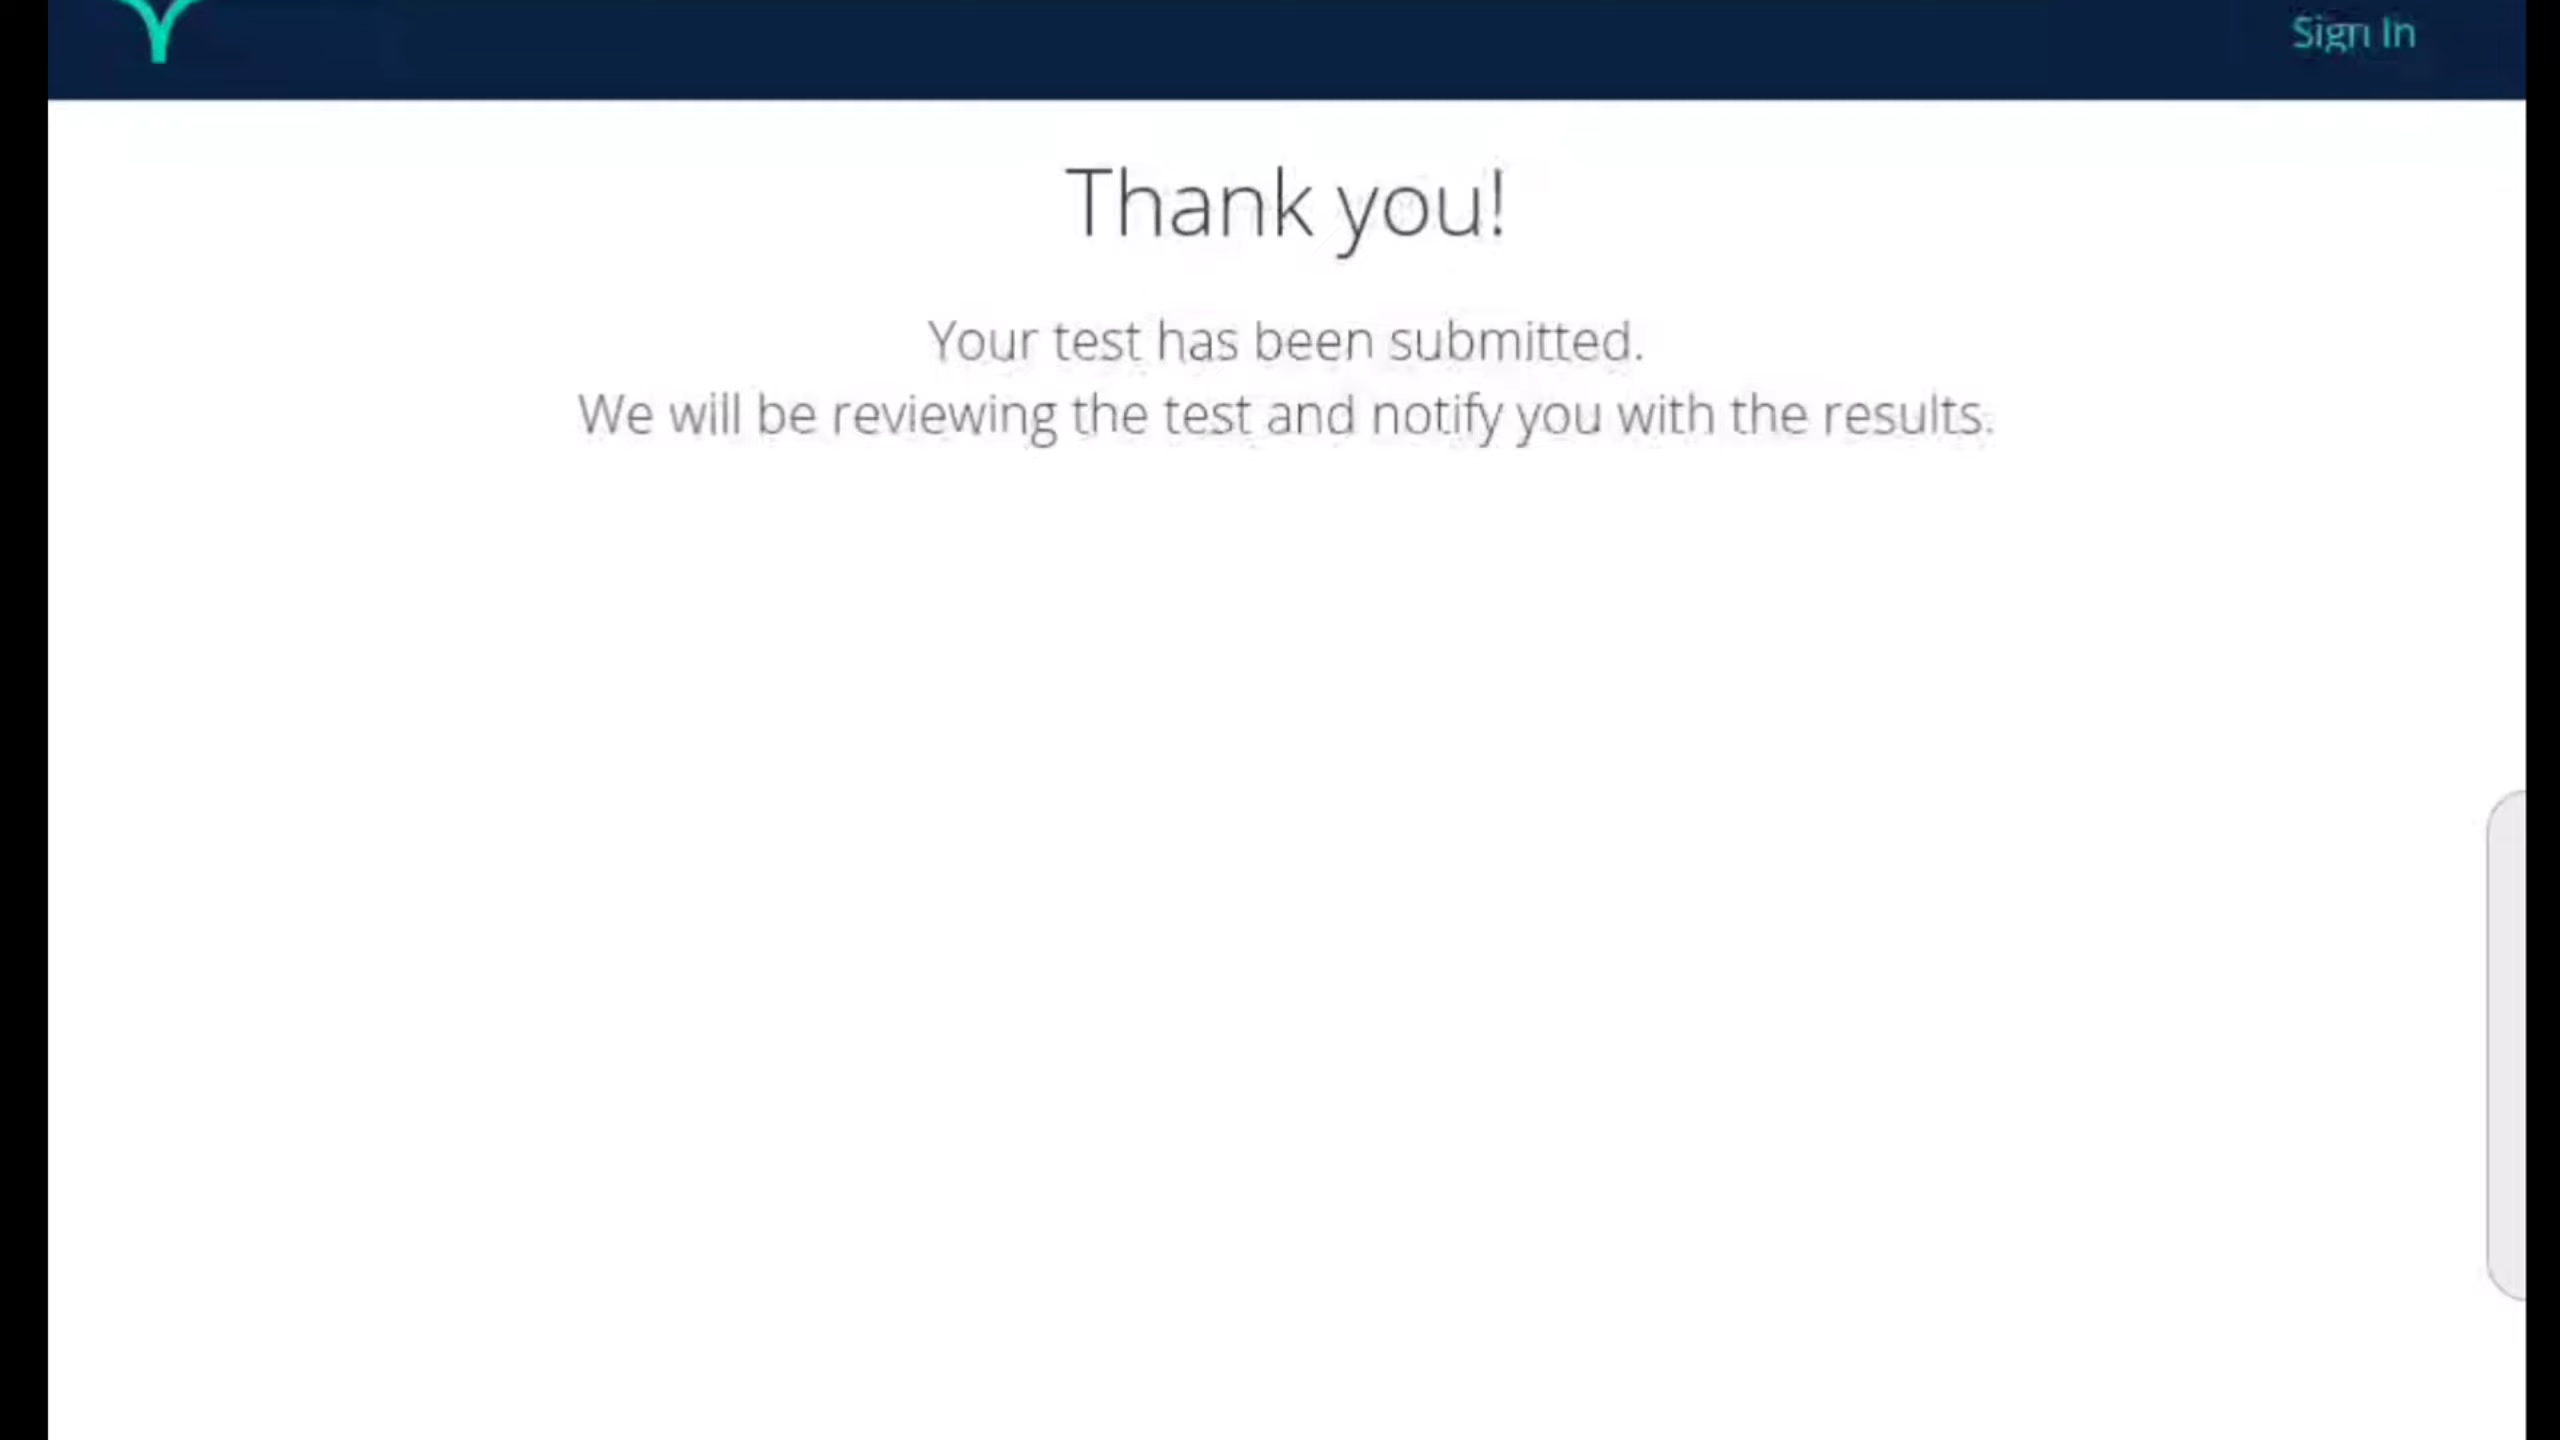 Sign In
Thank you!
Your test has been submitted.
We will be reviewing the test and notify you with the results.